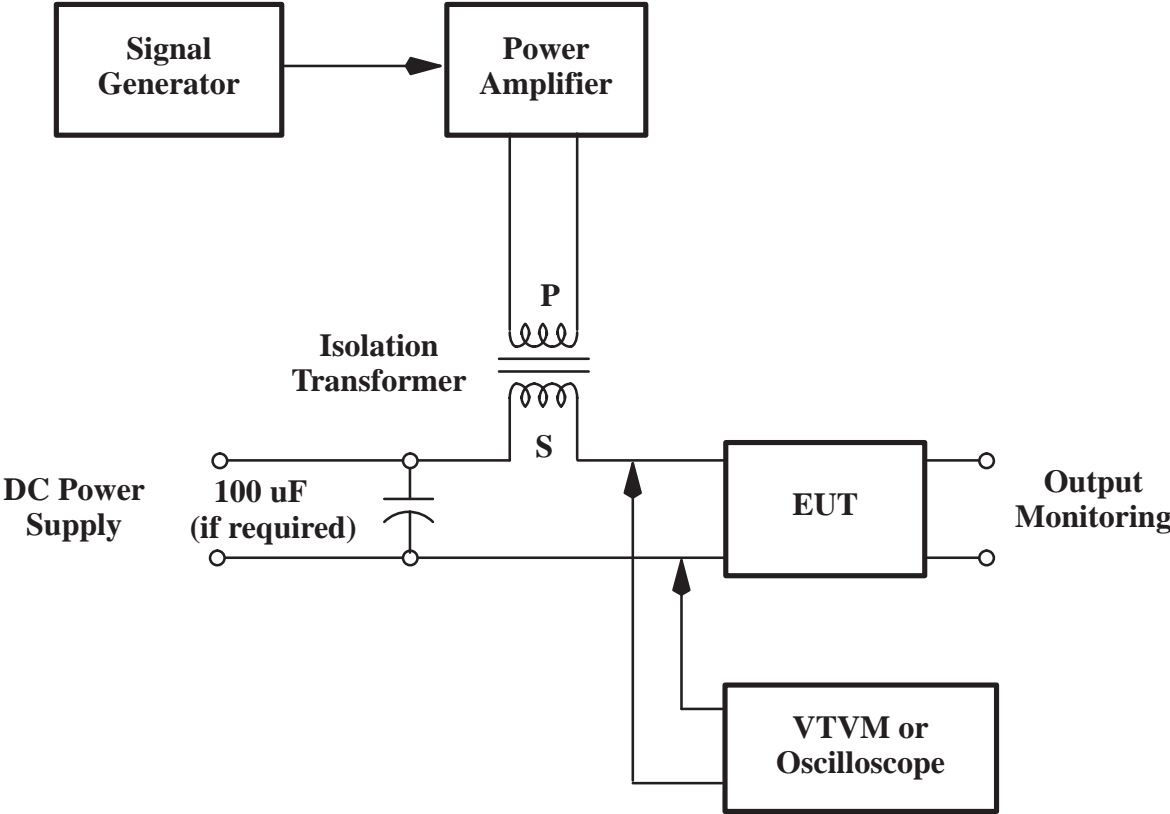 Signal
Generator
Power
Amplifier
P
Isolation
Transformer
S
DC Power
Supply
100 uF
(if required)
EUT
Output
Monitoring
VTVM or
Oscilloscope